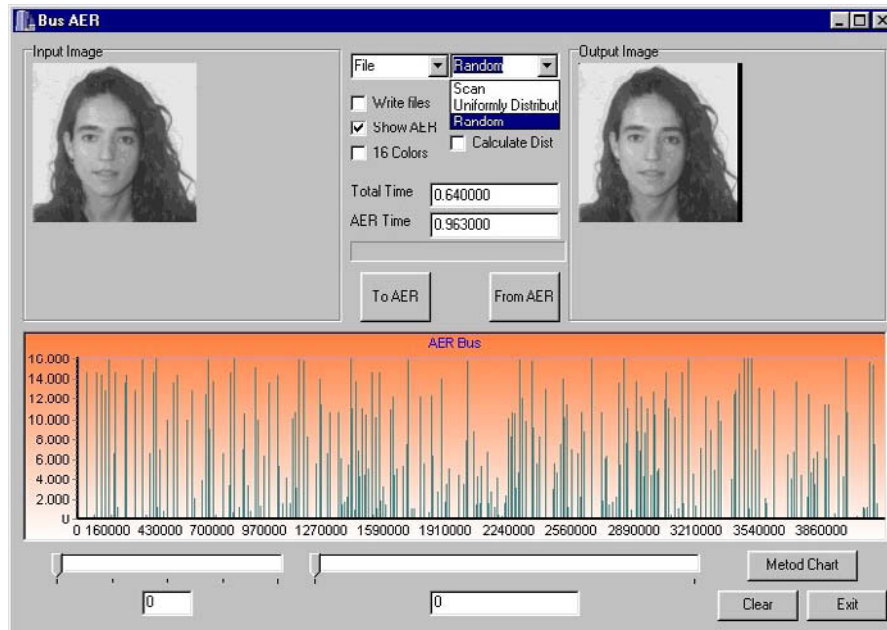 Bus AER
Input Image
File
Random
Scan
Uniformly Distribut
Random
Write files
Show AER
16 Colors
Calculate Dist
Total Time
0.640000
AER Time
0.963000
To AER
From AER
Output Image
AER Bus
16.000
14.000
12.000
10.000
8.000
6.000
4.000
2.000
0
0 160000 430000 700000 970000 1270000 1590000 1910000 2240000 2560000 2890000 3210000 3540000 3860000
Metod Chart
0
0
Clear
Exit